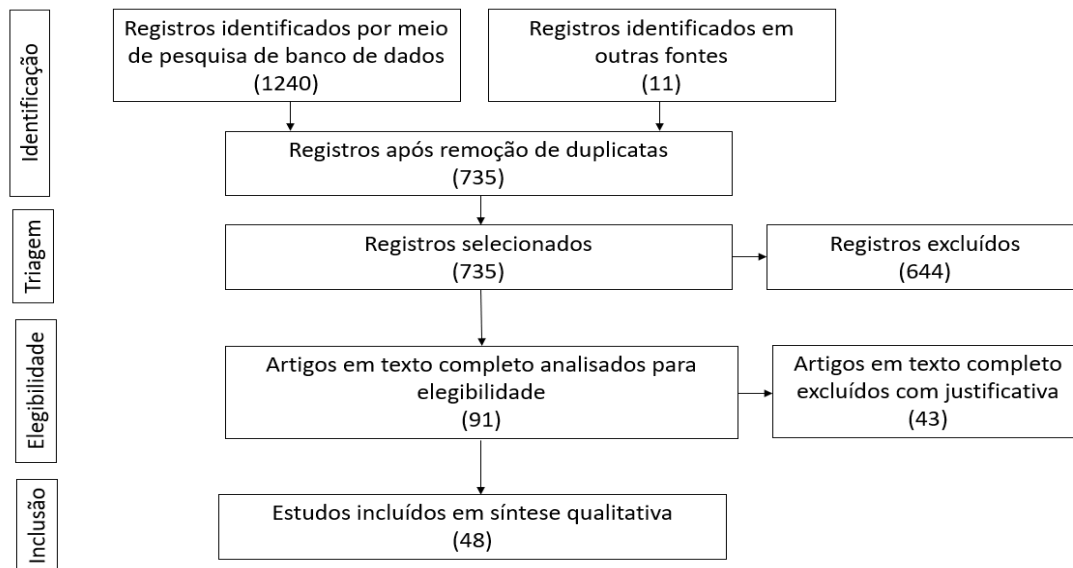 Identificação
Registros identificados por meio
de pesquisa de banco de dados
(1240)
Registros identificados em
outras fontes
(11)
Registros após remoção de duplicatas
(735)
Triagem
Registros selecionados
(735)
Registros excluídos
(644)
Elegibilidade
Artigos em texto completo analisados para
elegibilidade
(91)
Artigos em texto completo
excluídos com justificativa
(43)
Inclusão
Estudos incluídos em síntese qualitativa
(48)